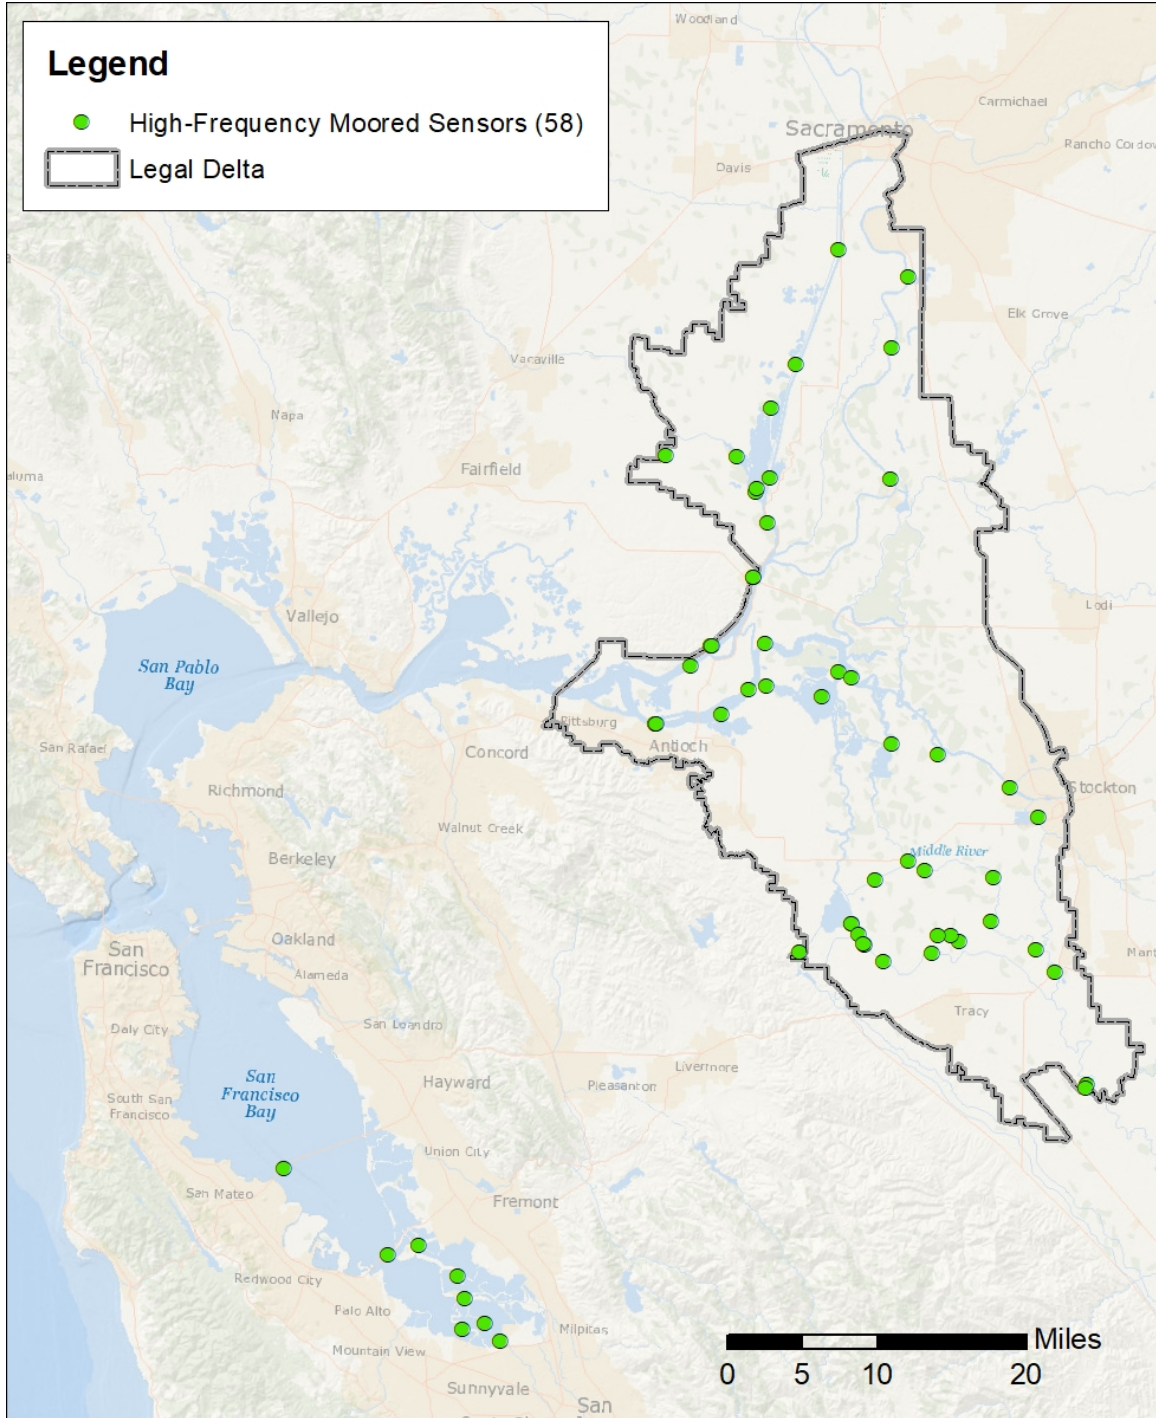 Legend
High-Frequency Moored Sensors (58)
Legal Delta
Woodland
Carmichael
Sacramento
Rancho Cordov
Davis
Elk Grove
Vacaville
Napa
aluma
Fairfield
Lodi
Vallejo
San Pablo
Bay
Pittsburg
San Rafael
Concord
Antioch
Richmond
Stockton
Walnut Creek
Middle River
Berkeley
Oakland
San
Francisco
Mant
Alameda
Tracy
Daly City
San Leandro
Livermore
San
Francisco
Bay
Hayward
Pleasanton
South San
Francisco
Union City
San Mateo
Fremont
Redwood City
Palo Alto
Milpitas
Mountain View
Sunnyvale
San
Miles
0 5 10 20